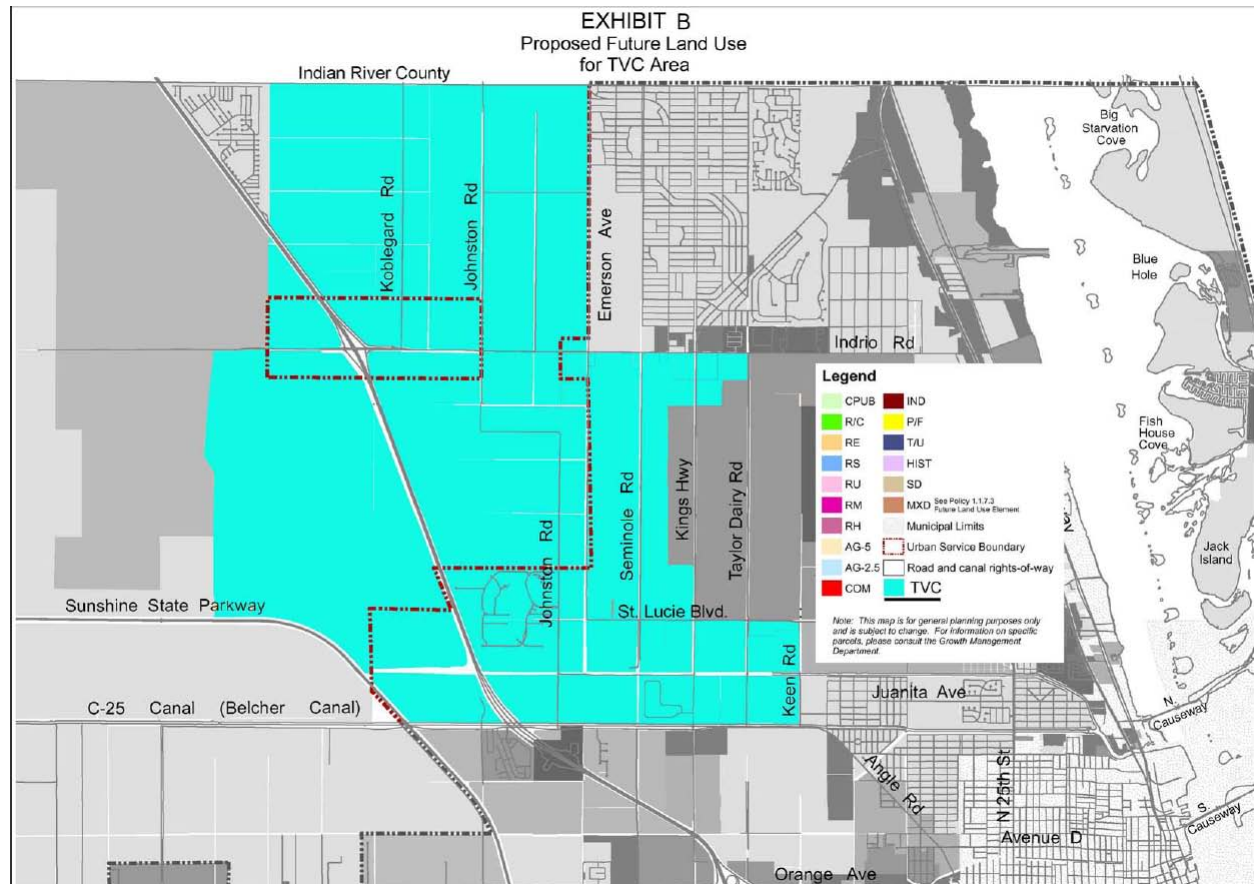 EXHIBIT B
Proposed Future Land Use
for TVC Area
Indian River County
Koblegard Rd
Johnston Rd
Emerson Ave
Big
Starvation
Cove
Blue
Hole
Indrio Rd
Fish
House
Cove
Jack
Island
Johnston Rd
Seminole Rd
Kings Hwy
Taylor Dairy Rd
St. Lucie Blvd.
Sunshine State Parkway
C-25 Canal (Belcher Canal)
Keen Rd
Juanita Ave
N.
Causeway
S.
Causeway
Angle Rd
N 25th St
Avenue D
Orange Ave
Legend
CPUB
R/C
RE
RS
RU
RM
RH
AG-5
AG-2.5
COM
IND
P/F
T/U
HIST
SD
MXD See Policy 1.1.7.3
Future Land Use Element
Municipal Limits
Urban Service Boundary
Road and canal rights-of-way
TVC
Note: This map is for general planning purposes only
and is subject to change. For information on specific
parcels, please consult the Growth Management
Department.